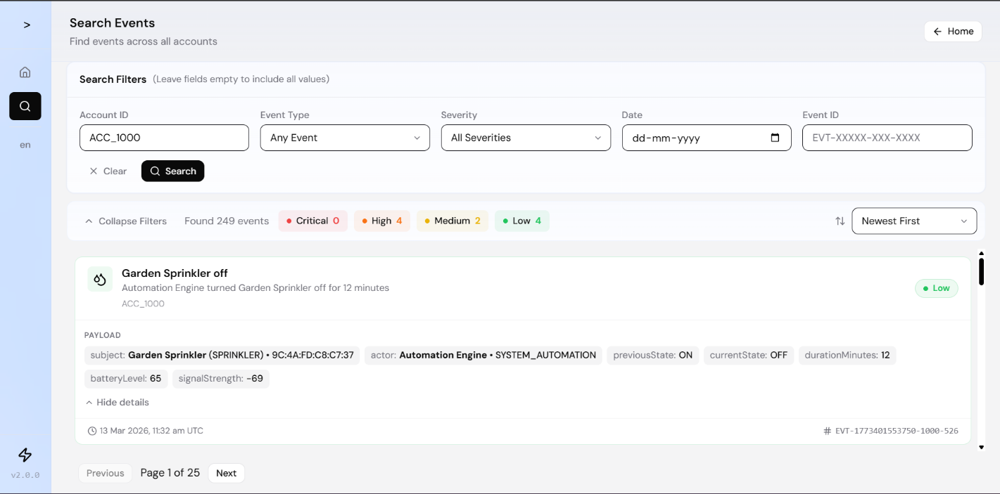 >
Search Events
Find events across all accounts
Home
Search Filters (Leave fields empty to include all values)
Account ID Event Type Severity Date Event ID
ACC_1000 Any Event All Severities dd-mm-yyyy EVT-XXXXX-XXX-XXXX
Clear Search
en
Collapse Filters Found 249 events Critical 0 High 4 Medium 2 Low 4 Newest First
Garden Sprinkler off
Automation Engine turned Garden Sprinkler off for 12 minutes
Low
ACC_1000
PAYLOAD
subject: Garden Sprinkler (SPRINKLER) • 9C:4A:FD:C8:C7:37 actor: Automation Engine • SYSTEM_AUTOMATION previousState: ON currentState: OFF durationMinutes: 12
batteryLevel: 65 signalStrength: -69
Hide details
13 Mar 2026, 11:32 am UTC # EVT-1773401553750-1000-526
Previous Page 1 of 25 Next
v2.0.0